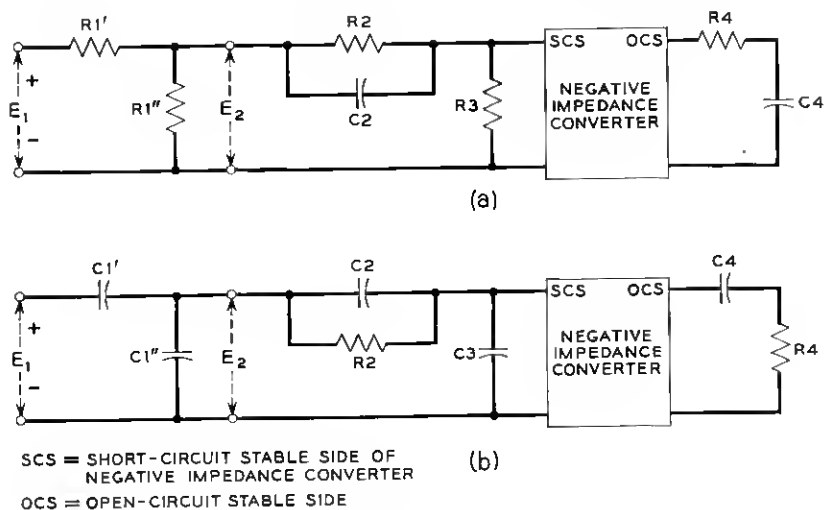 R1' R2 SCS OCS R4
+ E1 - R1" E2 C2 R3 NEGATIVE IMPEDANCE CONVERTER C4
(a)
C1' C2 SCS OCS C4
+ E1 - C1" E2 R2 C3 NEGATIVE IMPEDANCE CONVERTER R4
SCS = SHORT-CIRCUIT STABLE SIDE OF
NEGATIVE IMPEDANCE CONVERTER
(b)
OCS = OPEN-CIRCUIT STABLE SIDE